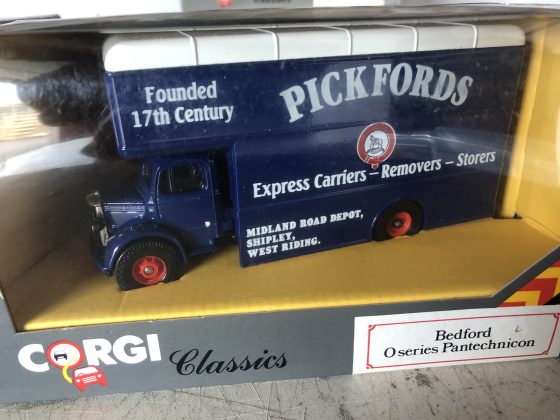 Founded
17th Century
PICKFORDS
Express Carriers – Removers – Storers
MIDLAND ROAD DEPOT,
SHIPLEY,
WEST RIDING.
CORGI Classics
Bedford
O series Pantechnicon